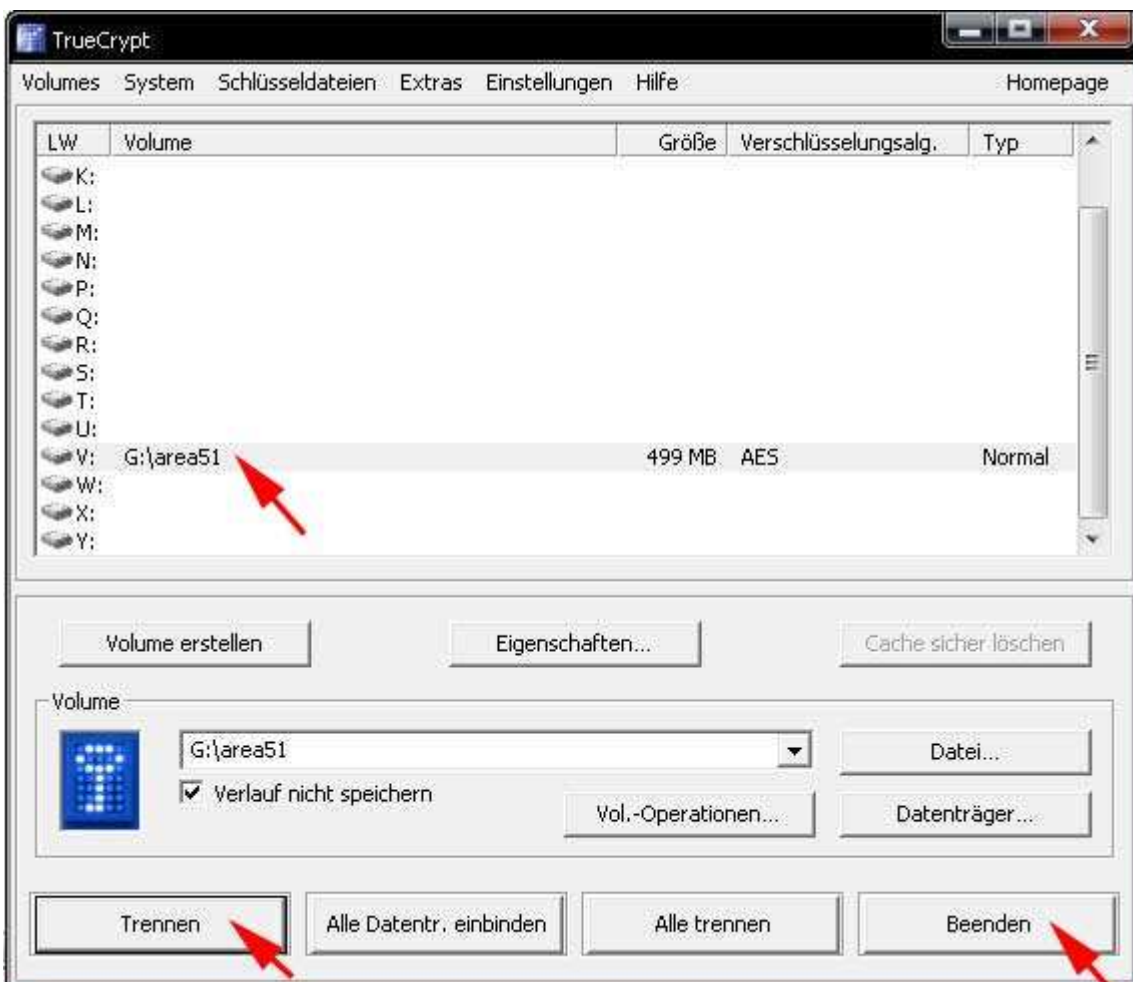 TrueCrypt
Volumes System Schlüsseldateien Extras Einstellungen Hilfe Homepage
LW Volume Größe Verschlüsselungsalg. Typ
K:
L:
M:
N:
P:
Q:
R:
S:
T:
U:
V: G:\area51 499 MB AES Normal
W:
X:
Y:
Volume erstellen Eigenschaften... Cache sicher löschen
Volume
G:\area51 Datei...
Verlauf nicht speichern
Vol.-Operationen... Datenträger...
Trennen Alle Datentr. einbinden Alle trennen Beenden